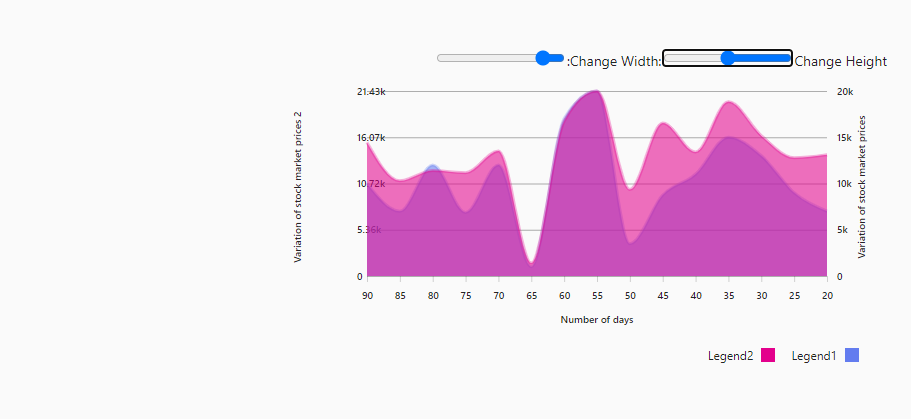 :Change Width:
Change Height
21.43k
16.07k
10.72k
5.36k
0
Variation of stock market prices 2
20k
15k
10k
5k
0
Variation of stock market prices
90 85 80 75 70 65 60 55 50 45 40 35 30 25 20
Number of days
Legend2 Legend1